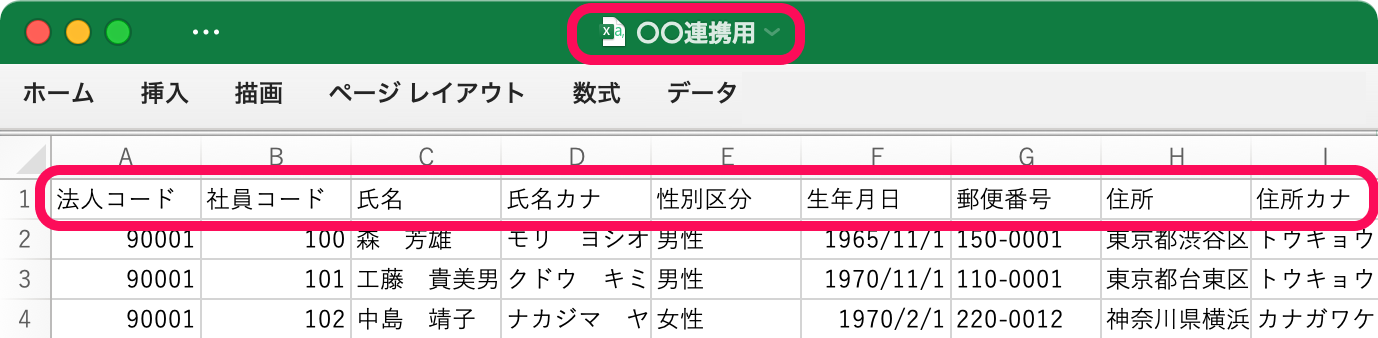 〇〇連携用
ホーム 挿入 描画 ページ レイアウト 数式 データ
A B C D E F G H I
1 法人コード 社員コード 氏名 氏名カナ 性別区分 生年月日 郵便番号 住所 住所カナ
2 90001 100 森 芳雄 モリ ヨシオ 男性 1965/11/1 150-0001 東京都渋谷区 トウキョウ
3 90001 101 工藤 貴美男 クドウ キミ 男性 1970/11/1 110-0001 東京都台東区 トウキョウ
4 90001 102 中島 靖子 ナカジマ ヤ 女性 1970/2/1 220-0012 神奈川県横浜 カナガワケ